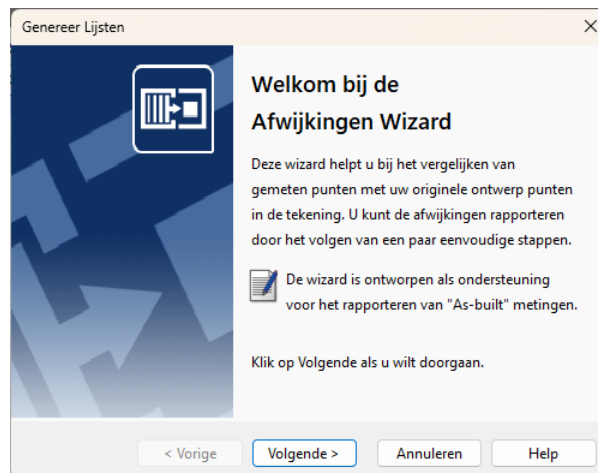 Genereer Lijsten
Welkom bij de
Afwijkingen Wizard
Deze wizard helpt u bij het vergelijken van
gemeten punten met uw originele ontwerp punten
in de tekening. U kunt de afwijkingen rapporteren
door het volgen van een paar eenvoudige stappen.
De wizard is ontworpen als ondersteuning
voor het rapporteren van "As-built" metingen.
Klik op Volgende als u wilt doorgaan.
< Vorige Volgende > Annuleren Help